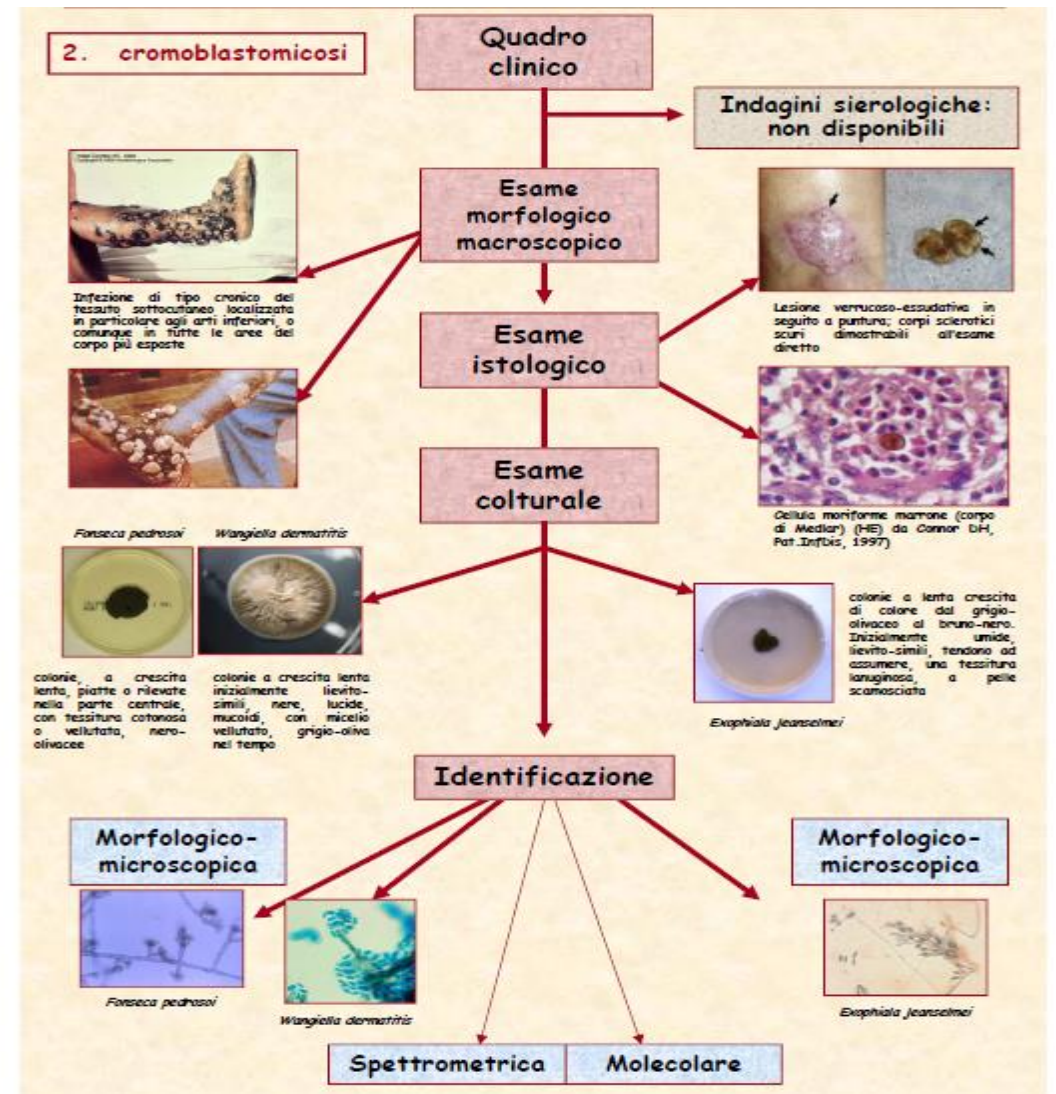 2. cromoblastomicosi
Quadro
clinico
Indagini sierologiche:
non disponibili
Esame
morfologico
macroscopico
Infezione di tipo cronico del
tessuto sottocutaneo localizzata
in particolare agli arti inferiori, o
comunque in tutte le aree del
corpo più esposte
Lesione verrucoso-essudativa in
seguito a puntura; corpi sclerotici
scuri dimostrabili all'esame
diretto
Esame
istologico
Cellula moriforme marrone (corpo
di Medlar) (HE) da Connor DH,
Pat.InfDis, 1997)
Esame
colturale
Fonseca pedrosoi
Wangiella dermatitis
colonie, a crescita
lenta, piatte o rilevate
nella parte centrale,
con tessitura cotonosa
o vellutata, nero-
olivacee
colonie a crescita lenta
inizialmente lievito-
simili, nere, lucide,
mucoidi, con micelio
vellutato, grigio-oliva
nel tempo
colonie a lenta crescita
di colore dal grigio-
olivaceo al bruno-nero.
Inizialmente umide,
lievito-simili, tendono ad
assumere, una tessitura
lanuginosa, a pelle
scamosciata
Exophiala jeanselmei
Identificazione
Morfologico-
microscopica
Morfologico-
microscopica
Fonseca pedrosoi
Wangiella dermatitis
Exophiala jeanselmei
Spettrometrica
Molecolare